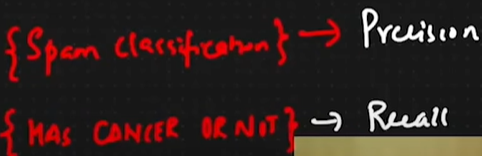 {Spam classification} → Precision
{HAS CANCER OR NOT} → Recall